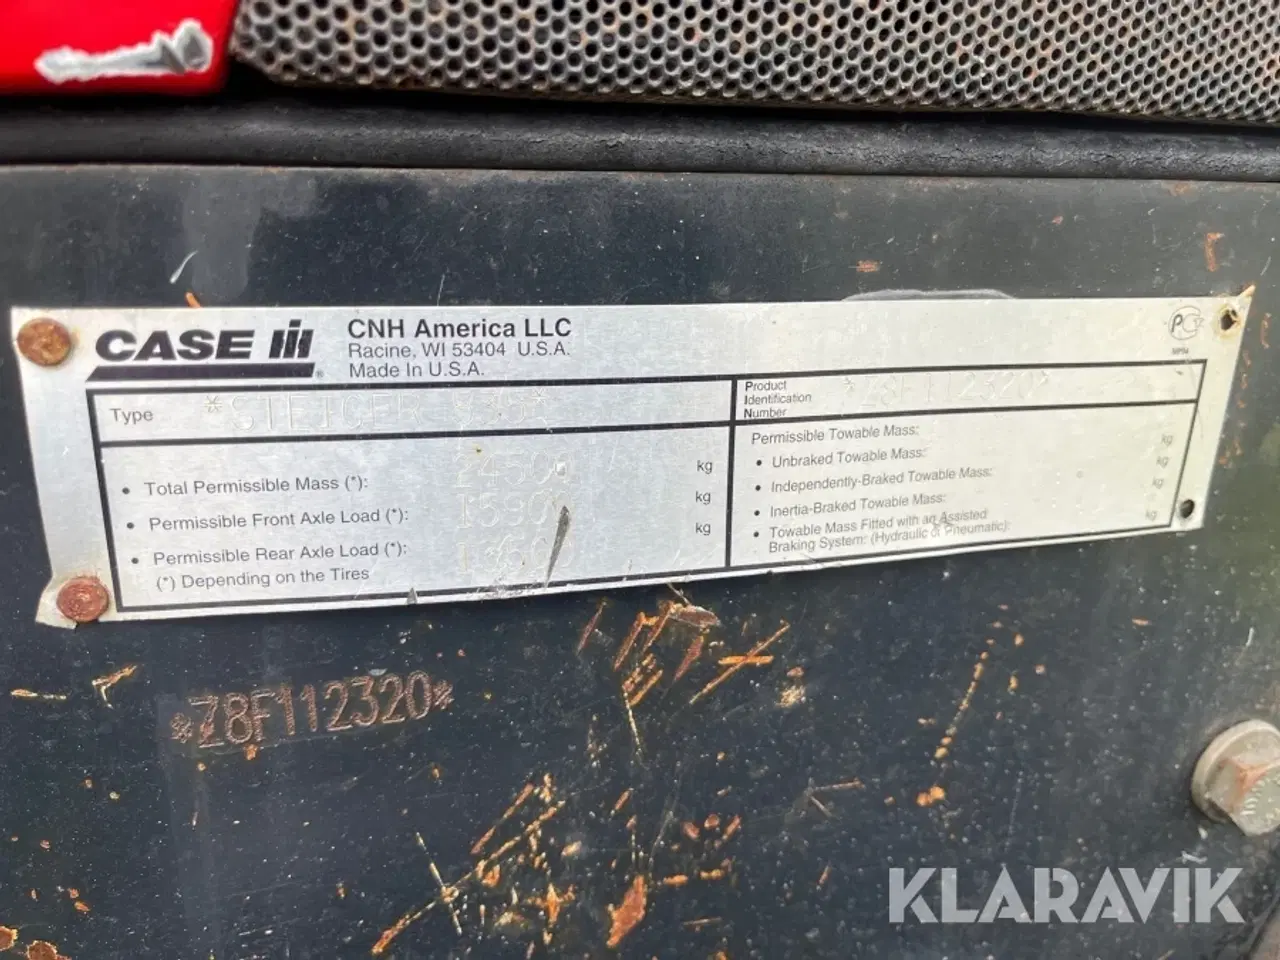 CASE IH
CNH America LLC
Racine, WI 53404 U.S.A.
Made In U.S.A.
Type *STEIGER
Product Identification Number *Z8F112320*
• Total Permissible Mass (*): 24500 kg
• Permissible Front Axle Load (*): kg
• Permissible Rear Axle Load (*): kg
(*) Depending on the Tires
Permissible Towable Mass:
• Unbraked Towable Mass: kg
• Independently-Braked Towable Mass: kg
• Inertia-Braked Towable Mass: kg
• Towable Mass Fitted with an Assisted
Braking System: (Hydraulic or Pneumatic): kg
*Z8F112320*
KLARAVIK